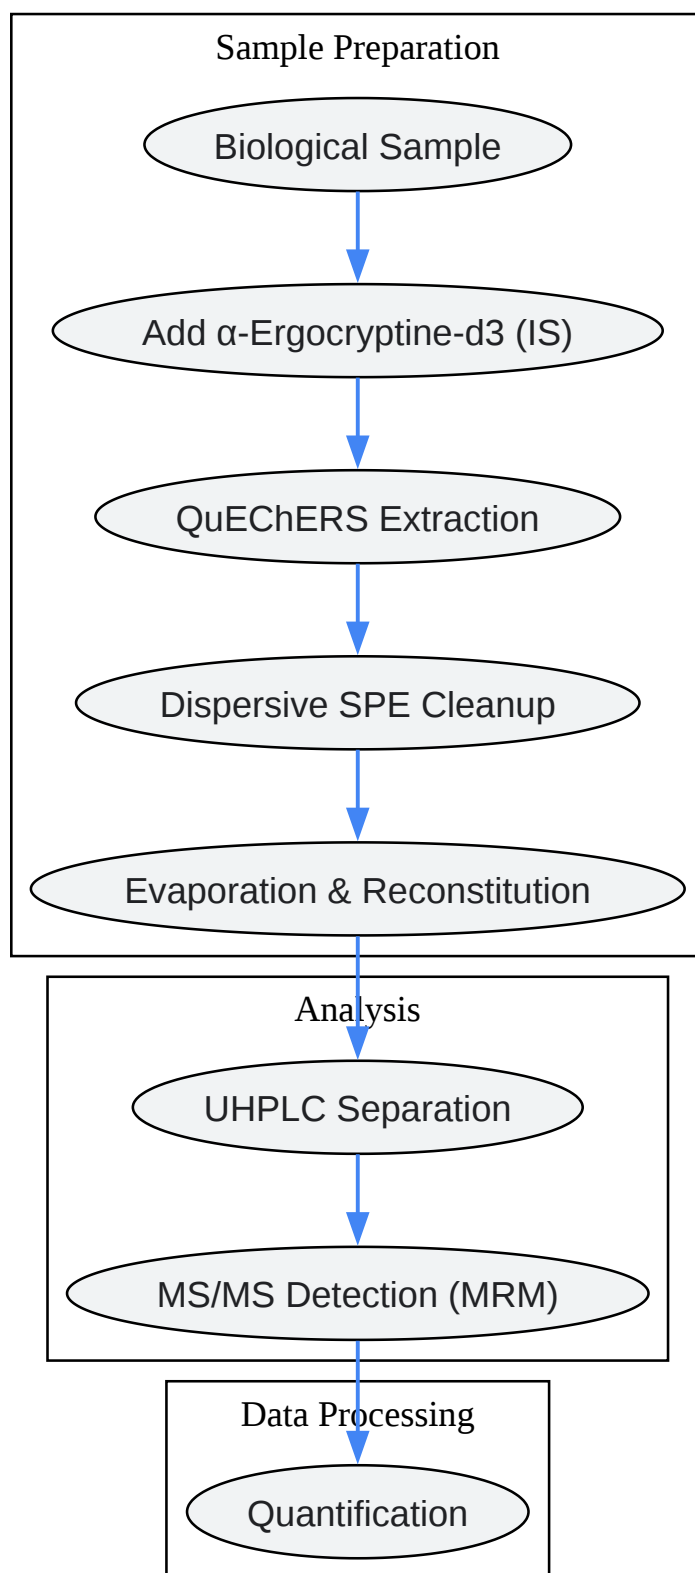 Sample Preparation
Biological Sample
Add α-Ergocryptine-d3 (IS)
QuEChERS Extraction
Dispersive SPE Cleanup
Evaporation & Reconstitution
Analysis
UHPLC Separation
MS/MS Detection (MRM)
Data Processing
Quantification